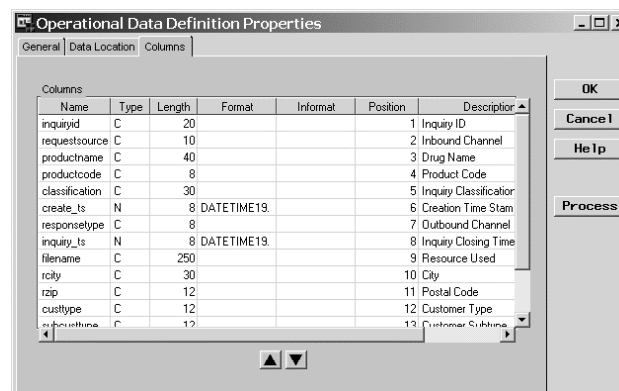 Operational Data Definition Properties
General Data Location Columns
Columns
Name Type Length Format Informat Position Description
inquiryid C 20 1 Inquiry ID
requestsource C 10 2 Inbound Channel
productname C 40 3 Drug Name
productcode C 8 4 Product Code
classification C 30 5 Inquiry Classification
create_ts N 8 DATETIME19. 6 Creation Time Stam
responsetype C 8 7 Outbound Channel
inquiry_ts N 8 DATETIME19. 8 Inquiry Closing Time
filename C 250 9 Resource Used
rcity C 30 10 City
rzip C 12 11 Postal Code
custtype C 12 12 Customer Type
subcusttype C 12 13 Customer Subtype
OK
Cancel
Help
Process